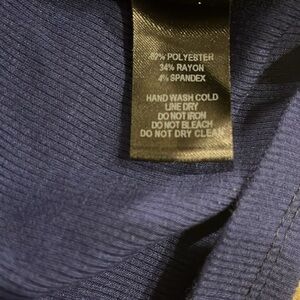 62% POLYESTER
34% RAYON
4% SPANDEX
HAND WASH COLD
LINE DRY
DO NOT IRON
DO NOT BLEACH
DO NOT DRY CLEAN